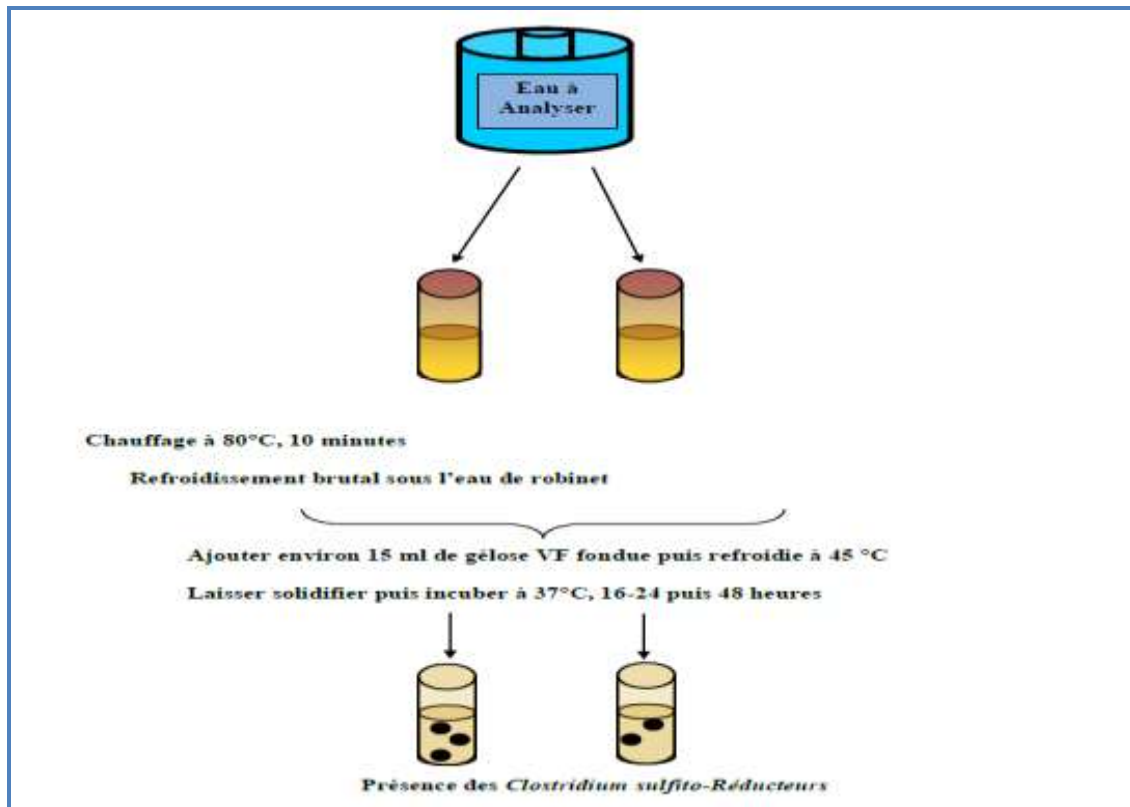 Eau à
Analyser
Chauffage à 80°C, 10 minutes
Refroidissement brutal sous l'eau de robinet
Ajouter environ 15 ml de gélose VF fondue puis refroidie à 45 °C
Laisser solidifier puis incuber à 37°C, 16-24 puis 48 heures
Présence des Clostridium sulfito-Réducteurs